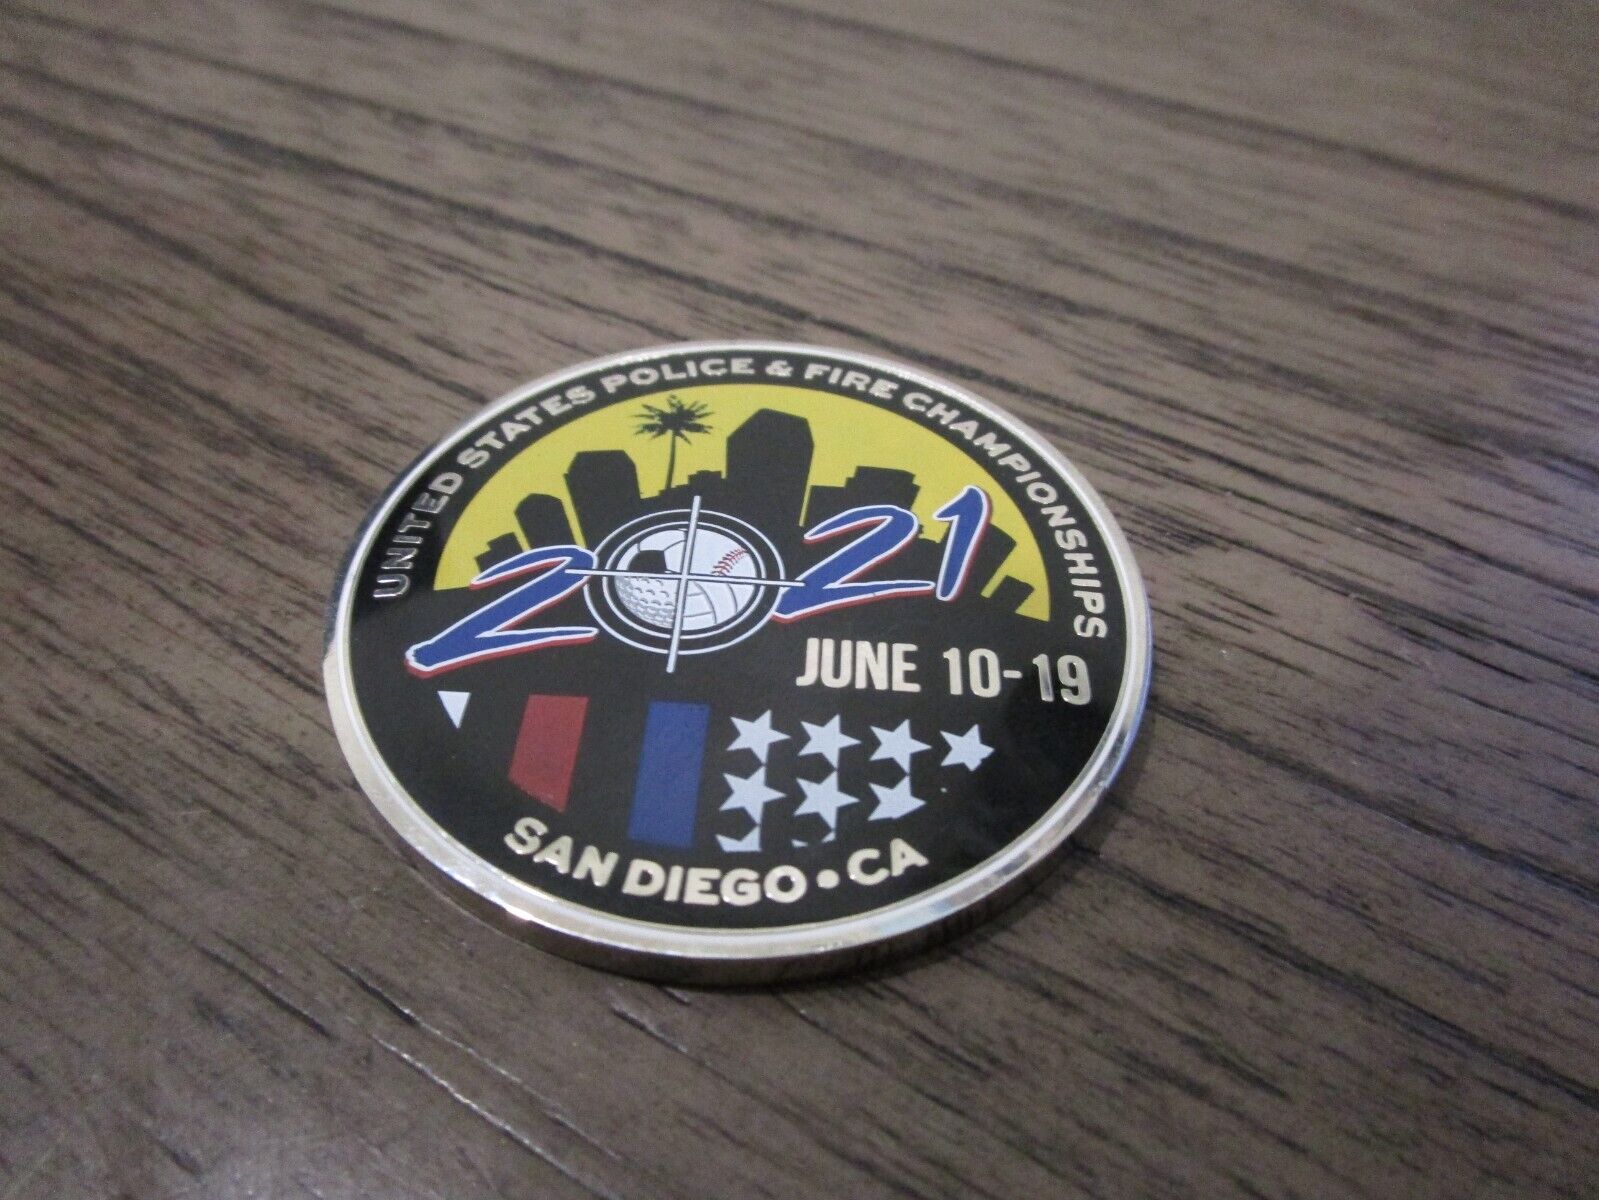 UNITED STATES POLICE & FIRE CHAMPIONSHIPS
2021
JUNE 10-19
SAN DIEGO • CA